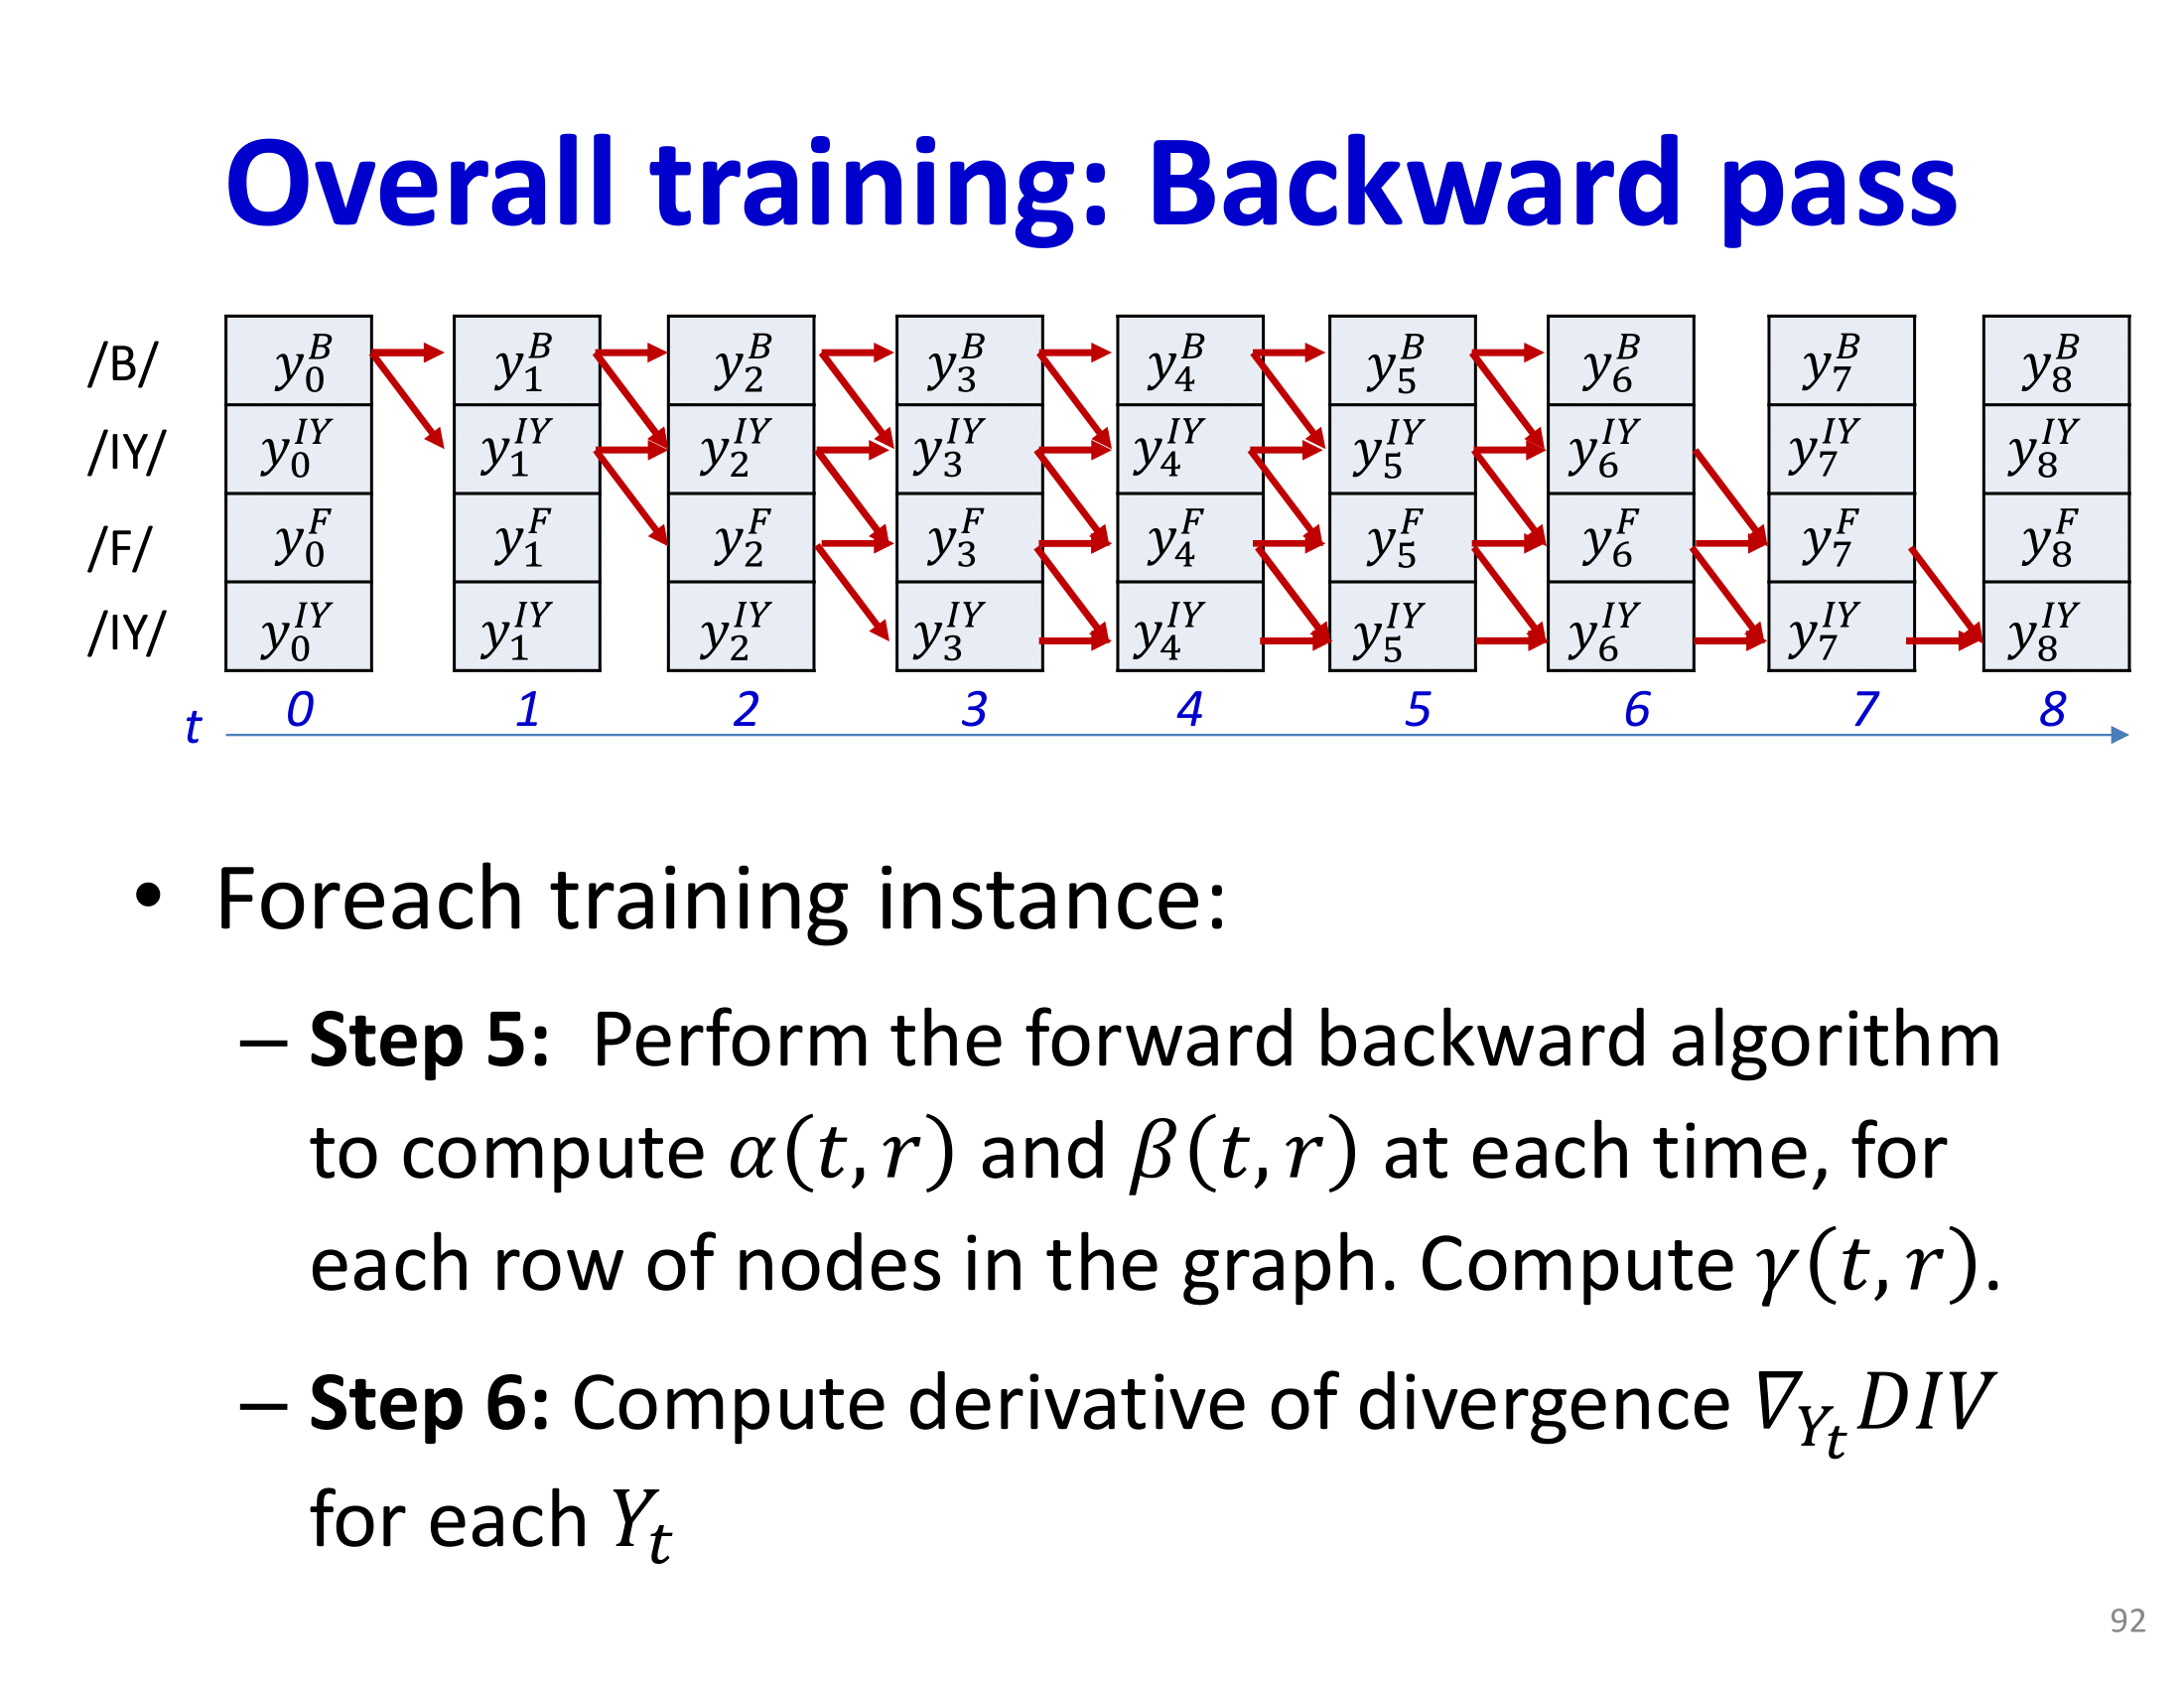 Overall training: Backward pass
/B/ y_0^B y_1^B y_2^B y_3^B y_4^B y_5^B y_6^B y_7^B y_8^B
/IY/ y_0^{IY} y_1^{IY} y_2^{IY} y_3^{IY} y_4^{IY} y_5^{IY} y_6^{IY} y_7^{IY} y_8^{IY}
/F/ y_0^F y_1^F y_2^F y_3^F y_4^F y_5^F y_6^F y_7^F y_8^F
/IY/ y_0^{IY} y_1^{IY} y_2^{IY} y_3^{IY} y_4^{IY} y_5^{IY} y_6^{IY} y_7^{IY} y_8^{IY}
t 0 1 2 3 4 5 6 7 8
• Foreach training instance:
– Step 5: Perform the forward backward algorithm
to compute α(t, r) and β(t, r) at each time, for
each row of nodes in the graph. Compute γ(t, r).
– Step 6: Compute derivative of divergence ∇_{Y_t} DIV
for each Y_t
92